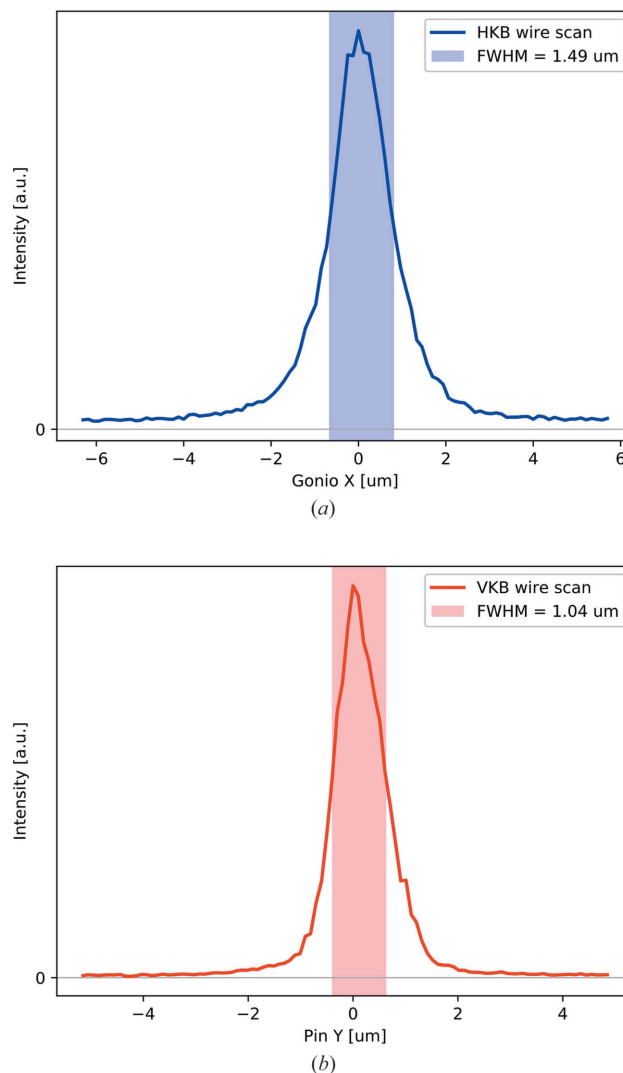 HKB wire scan
FWHM = 1.49 um
Intensity [a.u.]
0
−6 −4 −2 0 2 4 6
Gonio X [um]
(a)
VKB wire scan
FWHM = 1.04 um
Intensity [a.u.]
0
−4 −2 0 2 4
Pin Y [um]
(b)